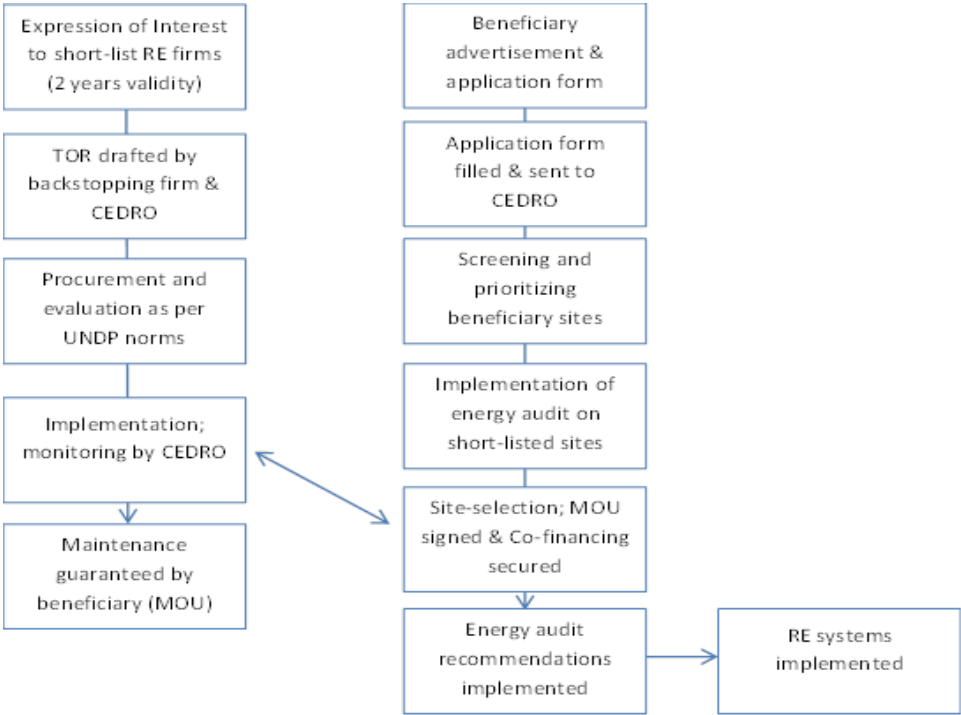 Expression of Interest
to short-list RE firms
(2 years validity)
TOR drafted by
backstopping firm &
CEDRO
Procurement and
evaluation as per
UNDP norms
Implementation;
monitoring by CEDRO
Maintenance
guaranteed by
beneficiary (MOU)
Beneficiary
advertisement &
application form
Application form
filled & sent to
CEDRO
Screening and
prioritizing
beneficiary sites
Implementation of
energy audit on
short-listed sites
Site-selection; MOU
signed & Co-financing
secured
Energy audit
recommendations
implemented
RE systems
implemented